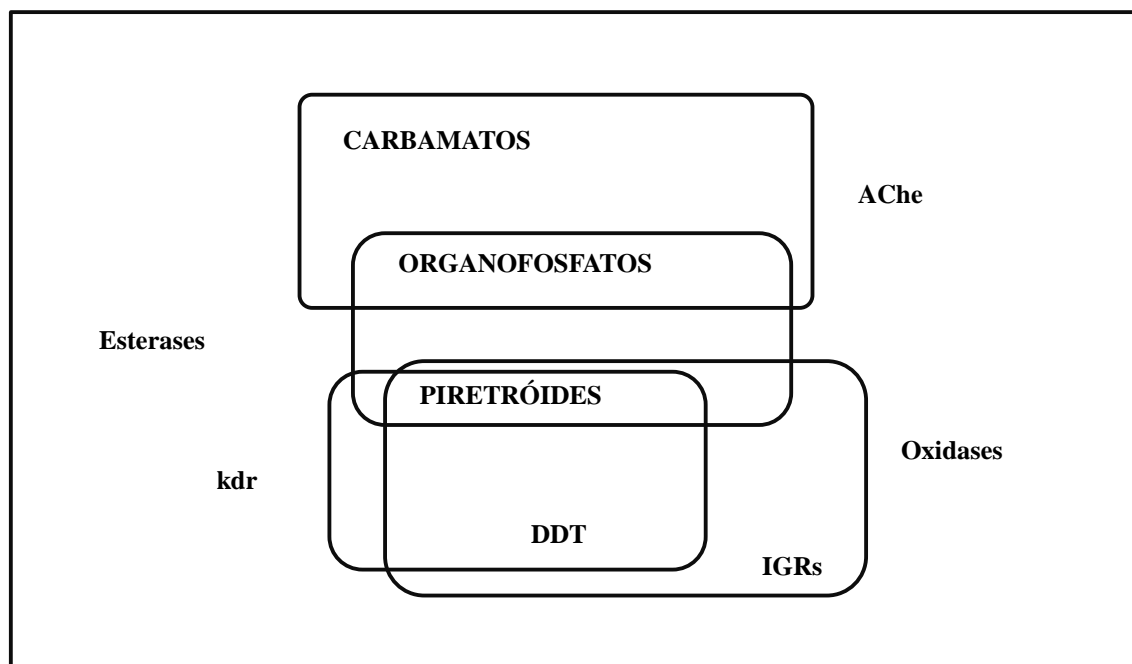 CARBAMATOS
AChe
ORGANOFOSFATOS
Esterases
PIRETRÓIDES
Oxidases
kdr
DDT
IGRs